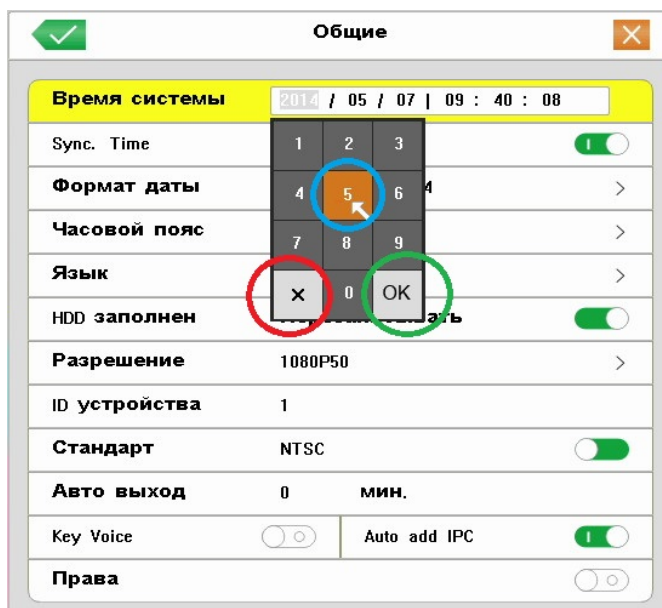 Общие
Время системы 2014 / 05 / 07 | 09 : 40 : 08
Sync. Time
1 2 3
Формат даты
4 5 6
Часовой пояс
7 8 9
Язык
× 0 OK
HDD заполнен
Разрешение 1080P50
ID устройства 1
Стандарт NTSC
Авто выход 0 мин.
Key Voice Auto add IPC
Права